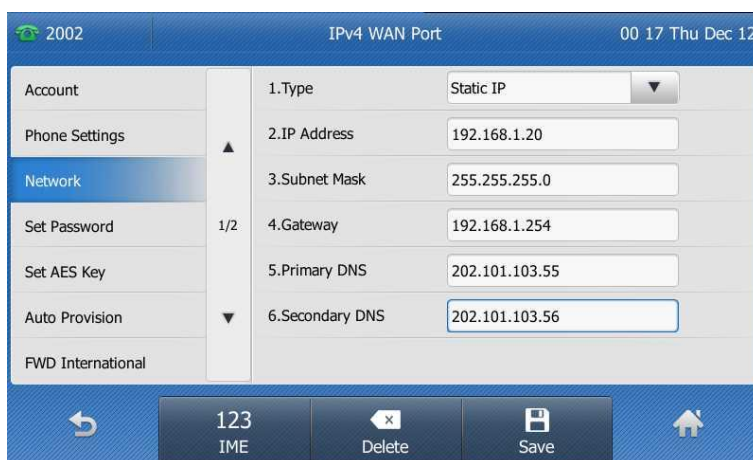 2002 IPv4 WAN Port 00 17 Thu Dec 12
Account
Phone Settings
Network
Set Password
Set AES Key
Auto Provision
FWD International
1/2
1.Type Static IP
2.IP Address 192.168.1.20
3.Subnet Mask 255.255.255.0
4.Gateway 192.168.1.254
5.Primary DNS 202.101.103.55
6.Secondary DNS 202.101.103.56
123
IME
Delete
Save